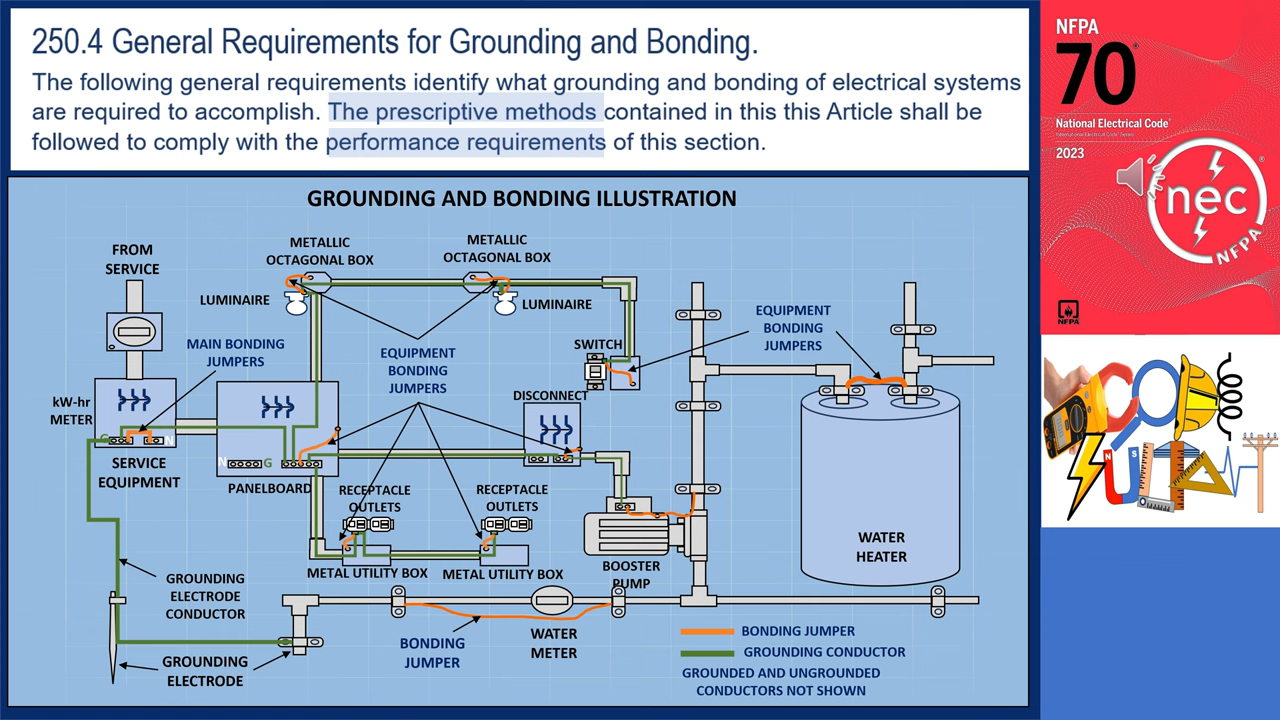 250.4 General Requirements for Grounding and Bonding.
The following general requirements identify what grounding and bonding of electrical systems
are required to accomplish. The prescriptive methods contained in this this Article shall be
followed to comply with the performance requirements of this section.
GROUNDING AND BONDING ILLUSTRATION
FROM
SERVICE
METALLIC
OCTAGONAL BOX
METALLIC
OCTAGONAL BOX
LUMINAIRE
LUMINAIRE
MAIN BONDING
JUMPERS
EQUIPMENT
BONDING
JUMPERS
SWITCH
EQUIPMENT
BONDING
JUMPERS
kW-hr
METER
DISCONNECT
G
N
N
G
SERVICE
EQUIPMENT
PANELBOARD
RECEPTACLE
OUTLETS
RECEPTACLE
OUTLETS
METAL UTILITY BOX
METAL UTILITY BOX
BOOSTER
PUMP
WATER
HEATER
GROUNDING
ELECTRODE
CONDUCTOR
GROUNDING
ELECTRODE
BONDING
JUMPER
WATER
METER
BONDING JUMPER
GROUNDING CONDUCTOR
GROUNDED AND UNGROUNDED
CONDUCTORS NOT SHOWN
NFPA
70®
National Electrical Code®
International Electrical Code® Series
2023
nec
®
NFPA
NFPA
N
S